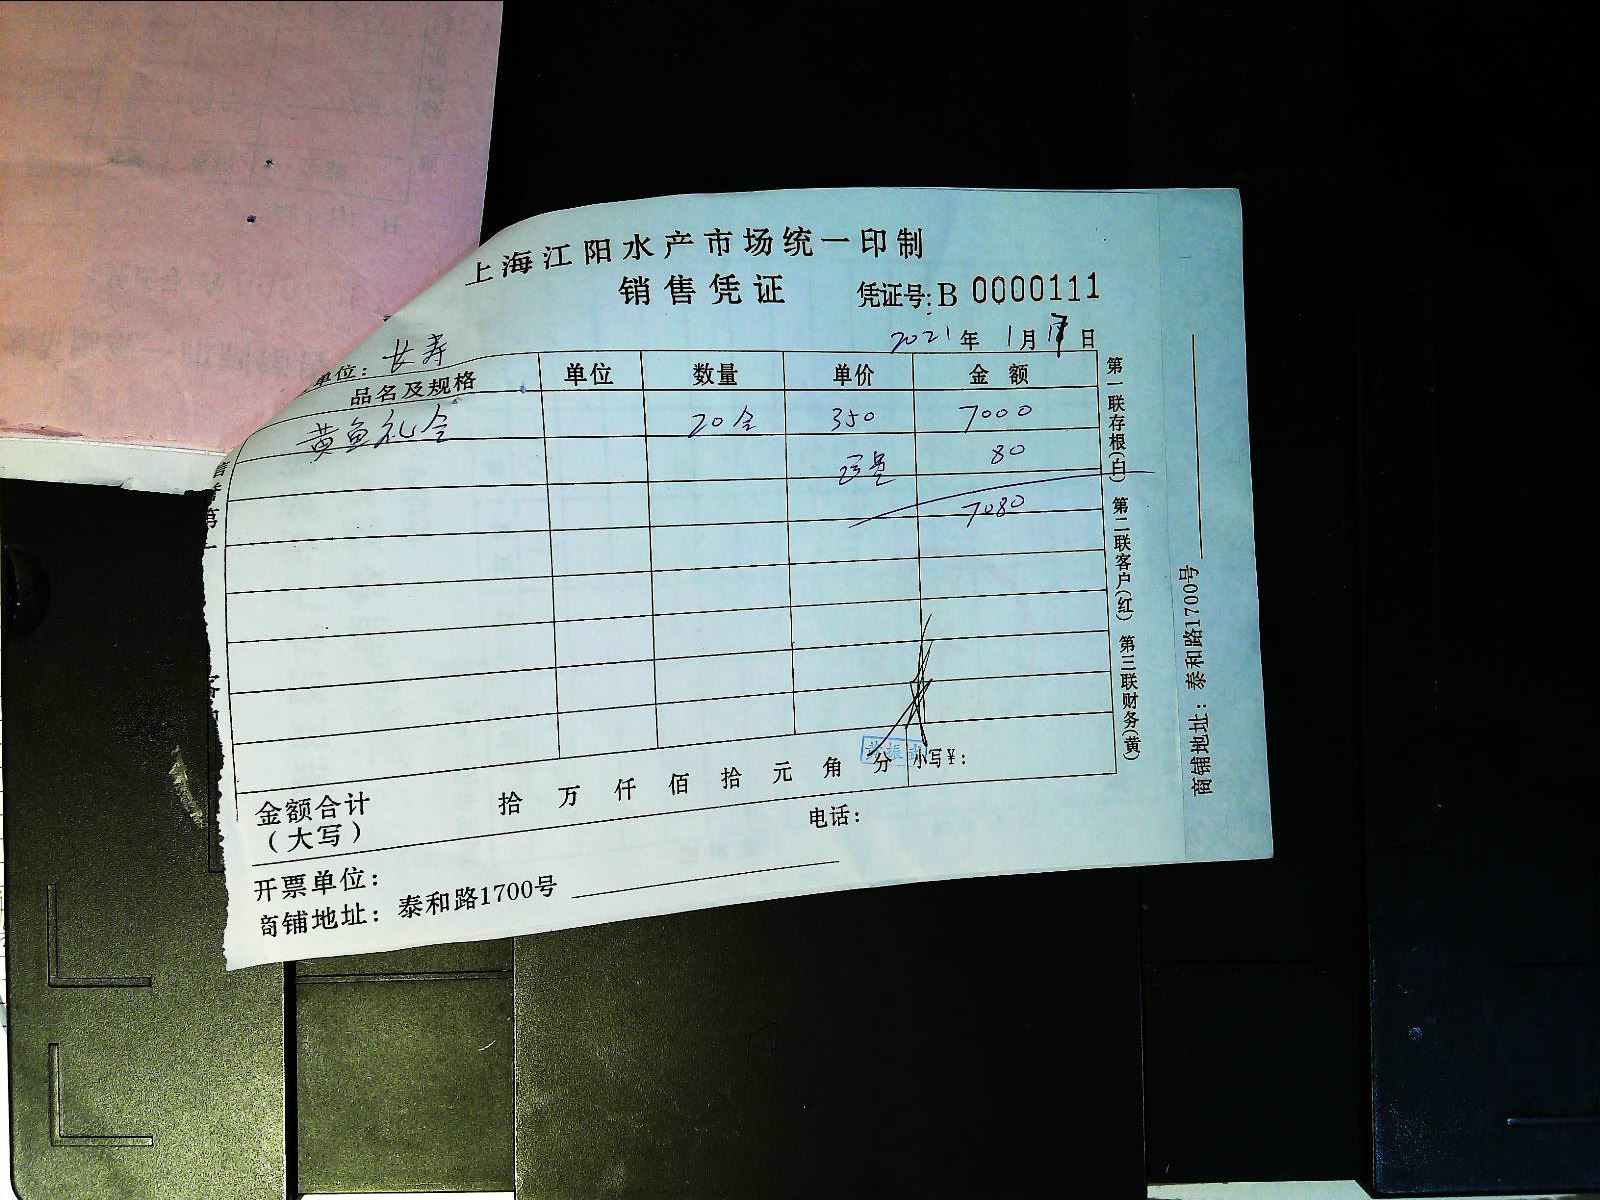 上海江阳水产市场统一印制
销售凭证 凭证号:B 0000111
2021年1月17日
单位：长寿
品名及规格 单位 数量 单价 金额
黄鱼礼盒 20盒 350 7000
80
7080
金额合计（大写） 拾 万 仟 佰 拾 元 角 分 小写¥：
开票单位： 电话：
商铺地址：泰和路1700号
第一联存根(白) 第二联客户(红) 第三联财务(黄)
商铺地址：泰和路1700号